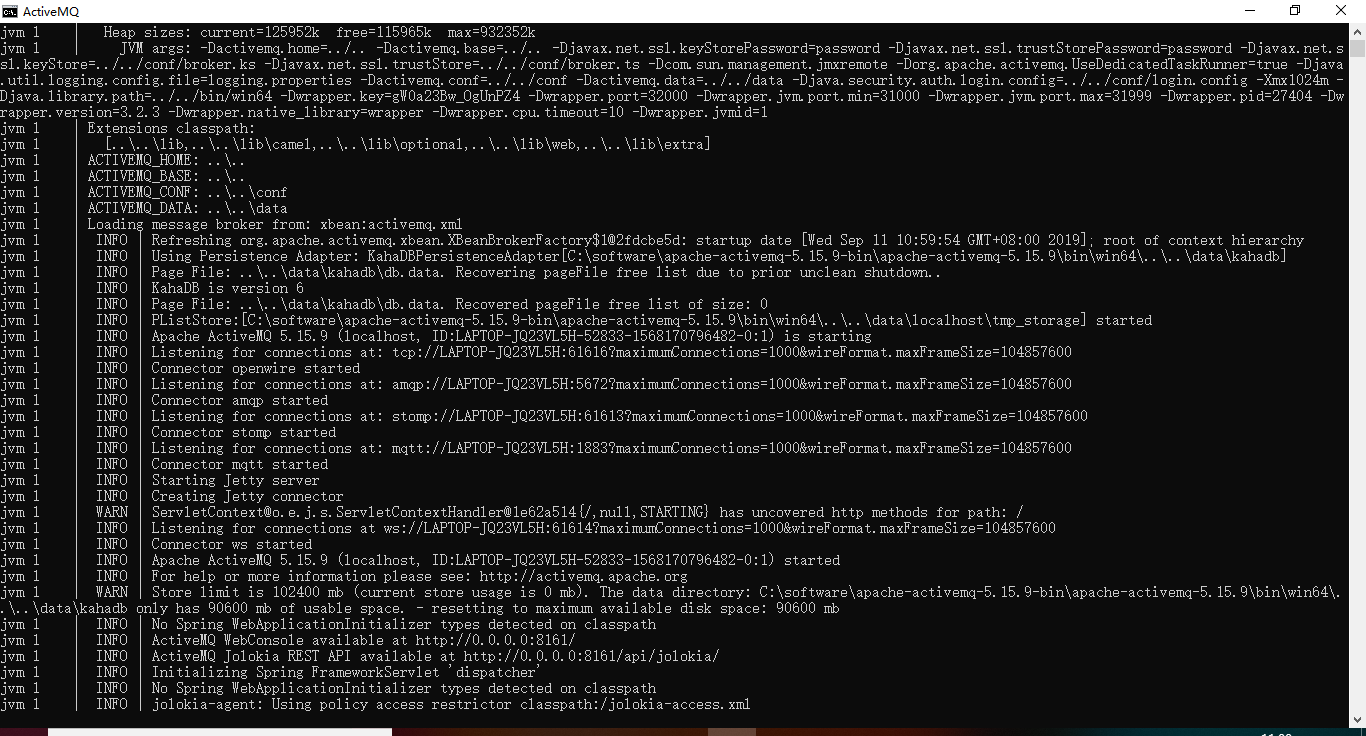 ActiveMQ
jvm 1    |   Heap sizes: current=125952k  free=115965k  max=932352k
jvm 1    |     JVM args: -Dactivemq.home=../.. -Dactivemq.base=../.. -Djavax.net.ssl.keyStorePassword=password -Djavax.net.ssl.trustStorePassword=password -Djavax.net.s
sl.keyStore=../../conf/broker.ks -Djavax.net.ssl.trustStore=../../conf/broker.ts -Dcom.sun.management.jmxremote -Dorg.apache.activemq.UseDedicatedTaskRunner=true -Djava
.util.logging.config.file=logging.properties -Dactivemq.conf=../../conf -Dactivemq.data=../../data -Djava.security.auth.login.config=../../conf/login.config -Xmx1024m -
Djava.library.path=../../bin/win64 -Dwrapper.key=gW0a23Bw_OgUnPZ4 -Dwrapper.port=32000 -Dwrapper.jvm.port.min=31000 -Dwrapper.jvm.port.max=31999 -Dwrapper.pid=27404 -Dw
rapper.version=3.2.3 -Dwrapper.native_library=wrapper -Dwrapper.cpu.timeout=10 -Dwrapper.jvmid=1
jvm 1    | Extensions classpath:
jvm 1    |   [..\..\lib,..\..\lib\camel,..\..\lib\optional,..\..\lib\web,..\..\lib\extra]
jvm 1    | ACTIVEMQ_HOME: ..\..
jvm 1    | ACTIVEMQ_BASE: ..\..
jvm 1    | ACTIVEMQ_CONF: ..\..\conf
jvm 1    | ACTIVEMQ_DATA: ..\..\data
jvm 1    | Loading message broker from: xbean:activemq.xml
jvm 1    |  INFO | Refreshing org.apache.activemq.xbean.XBeanBrokerFactory$1@2fdcbe5d: startup date [Wed Sep 11 10:59:54 GMT+08:00 2019]; root of context hierarchy
jvm 1    |  INFO | Using Persistence Adapter: KahaDBPersistenceAdapter[C:\software\apache-activemq-5.15.9-bin\apache-activemq-5.15.9\bin\win64\..\..\data\kahadb]
jvm 1    |  INFO | Page File: ..\..\data\kahadb\db.data. Recovering pageFile free list due to prior unclean shutdown..
jvm 1    |  INFO | KahaDB is version 6
jvm 1    |  INFO | Page File: ..\..\data\kahadb\db.data. Recovered pageFile free list of size: 0
jvm 1    |  INFO | PListStore:[C:\software\apache-activemq-5.15.9-bin\apache-activemq-5.15.9\bin\win64\..\..\data\localhost\tmp_storage] started
jvm 1    |  INFO | Apache ActiveMQ 5.15.9 (localhost, ID:LAPTOP-JQ23VL5H-52833-1568170796482-0:1) is starting
jvm 1    |  INFO | Listening for connections at: tcp://LAPTOP-JQ23VL5H:61616?maximumConnections=1000&wireFormat.maxFrameSize=104857600
jvm 1    |  INFO | Connector openwire started
jvm 1    |  INFO | Listening for connections at: amqp://LAPTOP-JQ23VL5H:5672?maximumConnections=1000&wireFormat.maxFrameSize=104857600
jvm 1    |  INFO | Connector amqp started
jvm 1    |  INFO | Listening for connections at: stomp://LAPTOP-JQ23VL5H:61613?maximumConnections=1000&wireFormat.maxFrameSize=104857600
jvm 1    |  INFO | Connector stomp started
jvm 1    |  INFO | Listening for connections at: mqtt://LAPTOP-JQ23VL5H:1883?maximumConnections=1000&wireFormat.maxFrameSize=104857600
jvm 1    |  INFO | Connector mqtt started
jvm 1    |  INFO | Starting Jetty server
jvm 1    |  INFO | Creating Jetty connector
jvm 1    |  WARN | ServletContext@o.e.j.s.ServletContextHandler@1e62a514{/,null,STARTING} has uncovered http methods for path: /
jvm 1    |  INFO | Listening for connections at ws://LAPTOP-JQ23VL5H:61614?maximumConnections=1000&wireFormat.maxFrameSize=104857600
jvm 1    |  INFO | Connector ws started
jvm 1    |  INFO | Apache ActiveMQ 5.15.9 (localhost, ID:LAPTOP-JQ23VL5H-52833-1568170796482-0:1) started
jvm 1    |  INFO | For help or more information please see: http://activemq.apache.org
jvm 1    |  WARN | Store limit is 102400 mb (current store usage is 0 mb). The data directory: C:\software\apache-activemq-5.15.9-bin\apache-activemq-5.15.9\bin\win64\.
.\..\data\kahadb only has 90600 mb of usable space. - resetting to maximum available disk space: 90600 mb
jvm 1    |  INFO | No Spring WebApplicationInitializer types detected on classpath
jvm 1    |  INFO | ActiveMQ WebConsole available at http://0.0.0.0:8161/
jvm 1    |  INFO | ActiveMQ Jolokia REST API available at http://0.0.0.0:8161/api/jolokia/
jvm 1    |  INFO | Initializing Spring FrameworkServlet 'dispatcher'
jvm 1    |  INFO | No Spring WebApplicationInitializer types detected on classpath
jvm 1    |  INFO | jolokia-agent: Using policy access restrictor classpath:/jolokia-access.xml